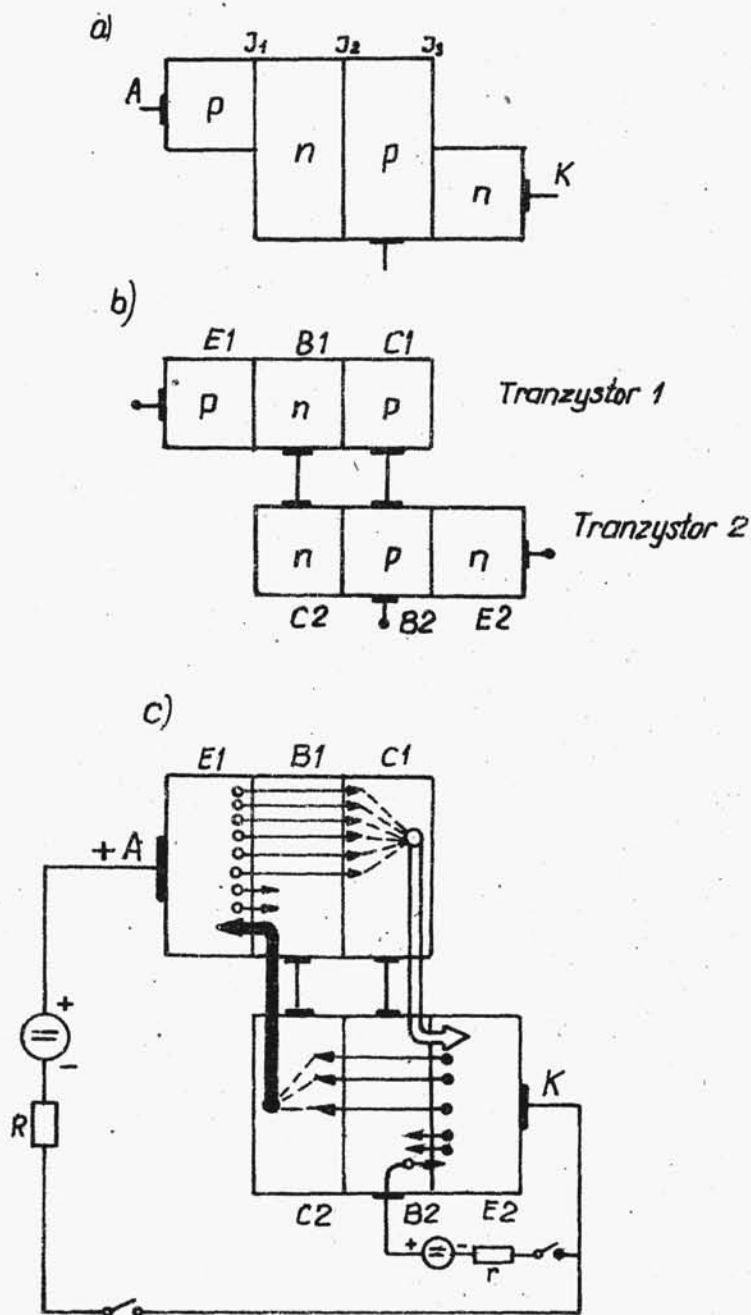 a)
J1 J2 J3
A p n p n K
b)
E1 B1 C1
p n p Tranzystor 1
n p n Tranzystor 2
C2 B2 E2
c)
E1 B1 C1
+ A
+
-
K
R
C2 B2 E2
+ - r